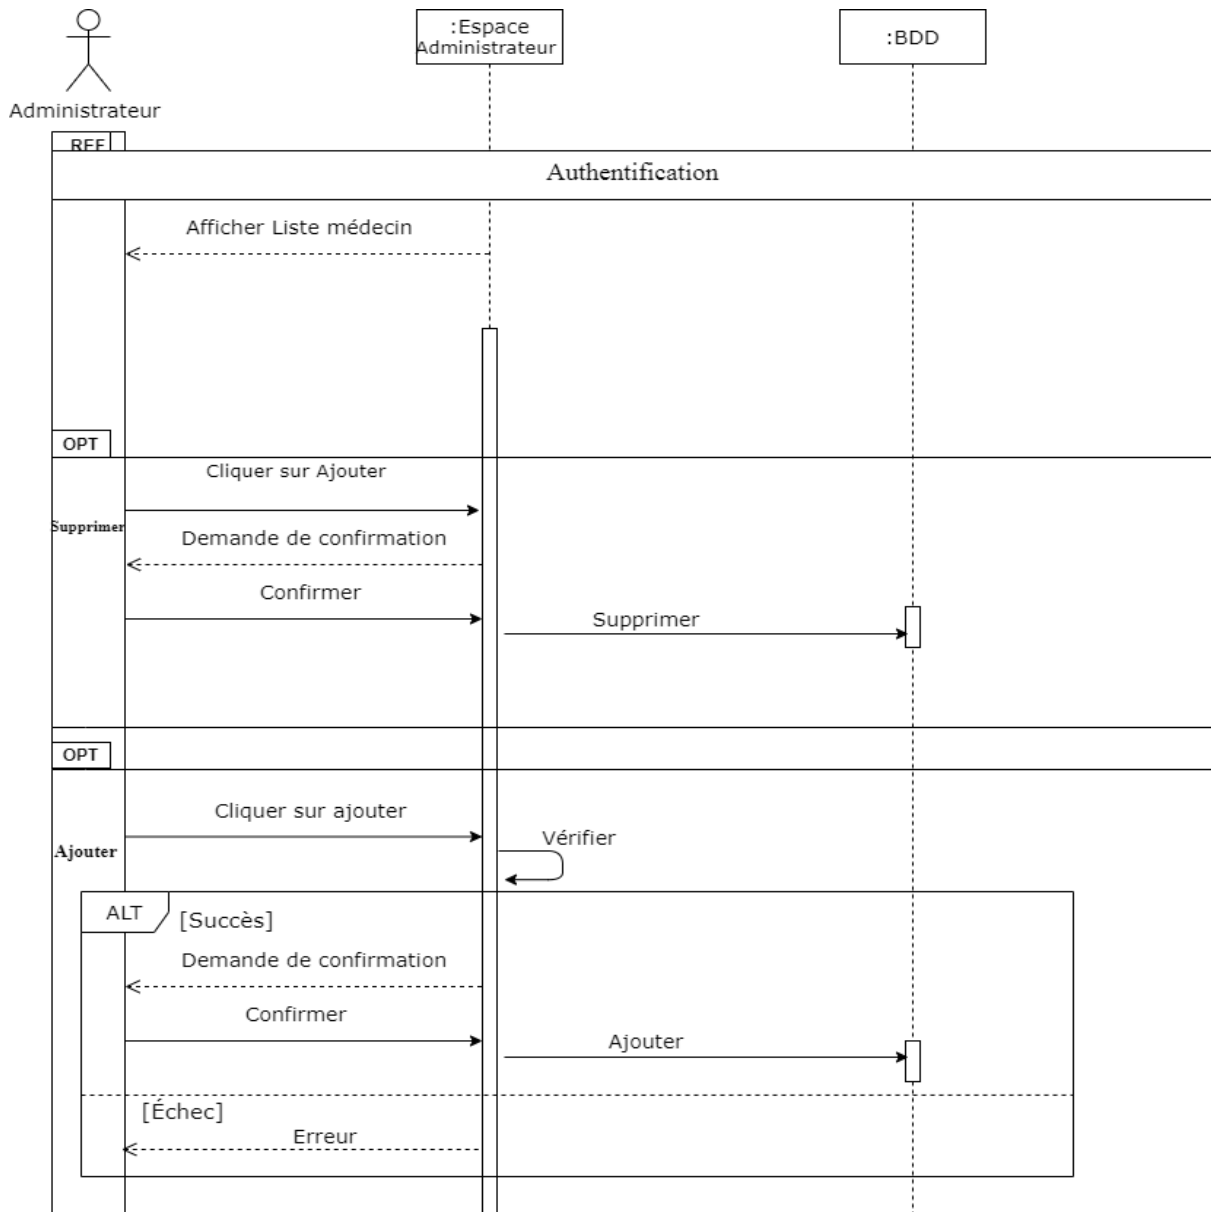 :Espace
Administrateur
:BDD
Administrateur
REF
Authentification
Afficher Liste médecin
OPT
Cliquer sur Ajouter
Supprimer
Demande de confirmation
Confirmer
Supprimer
OPT
Cliquer sur ajouter
Vérifier
Ajouter
ALT
[Succès]
Demande de confirmation
Confirmer
Ajouter
[Échec]
Erreur